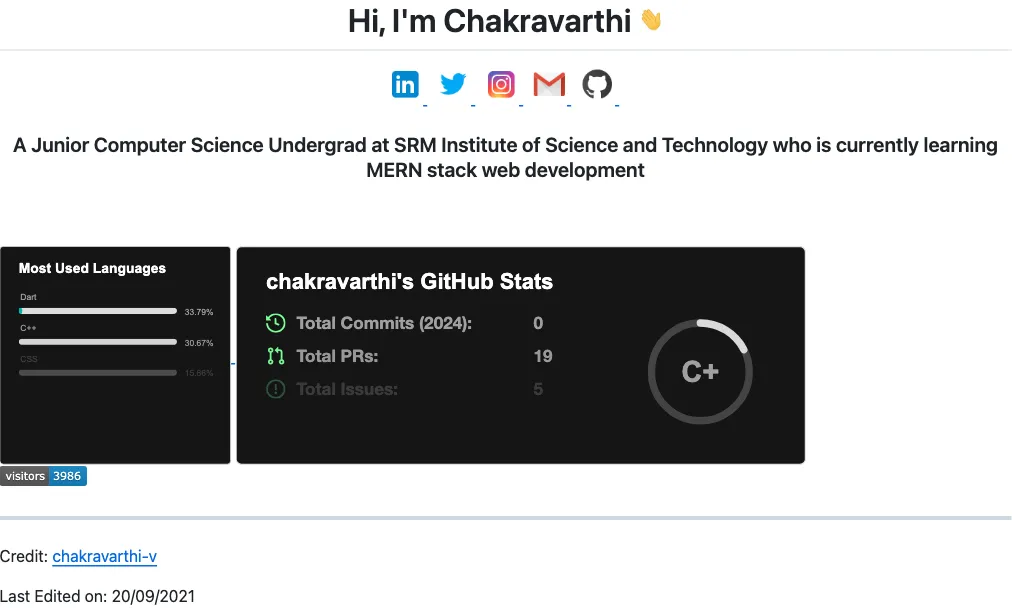 Hi, I'm Chakravarthi 👋
A Junior Computer Science Undergrad at SRM Institute of Science and Technology who is currently learning
MERN stack web development
Most Used Languages
Dart
33.79%
C++
30.67%
CSS
15.66%
chakravarthi's GitHub Stats
Total Commits (2024): 0
Total PRs: 19
Total Issues: 5
C+
visitors 3986
Credit: chakravarthi-v
Last Edited on: 20/09/2021